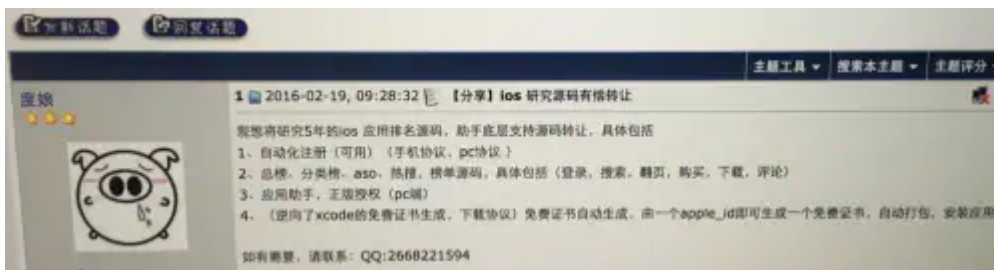 发新话题 回复话题
主题工具 搜索本主题 主题评分
度娘
1 2016-02-19, 09:28:32 【分享】ios 研究源码有偿转让
现想将研究5年的ios 应用排名源码，助手底层支持源码转让，具体包括
1、自动化注册（可用）（手机协议，pc协议 ）
2、总榜、分类榜、aso、热搜，榜单源码，具体包括（登录，搜索，翻页，购买，下载，评论）
3、应用助手，正版授权（pc端）
4、（逆向了xcode的免费证书生成，下载协议）免费证书自动生成，由一个apple_id即可生成一个免费证书，自动打包，安装应用
如有需要，请联系：QQ:2668221594